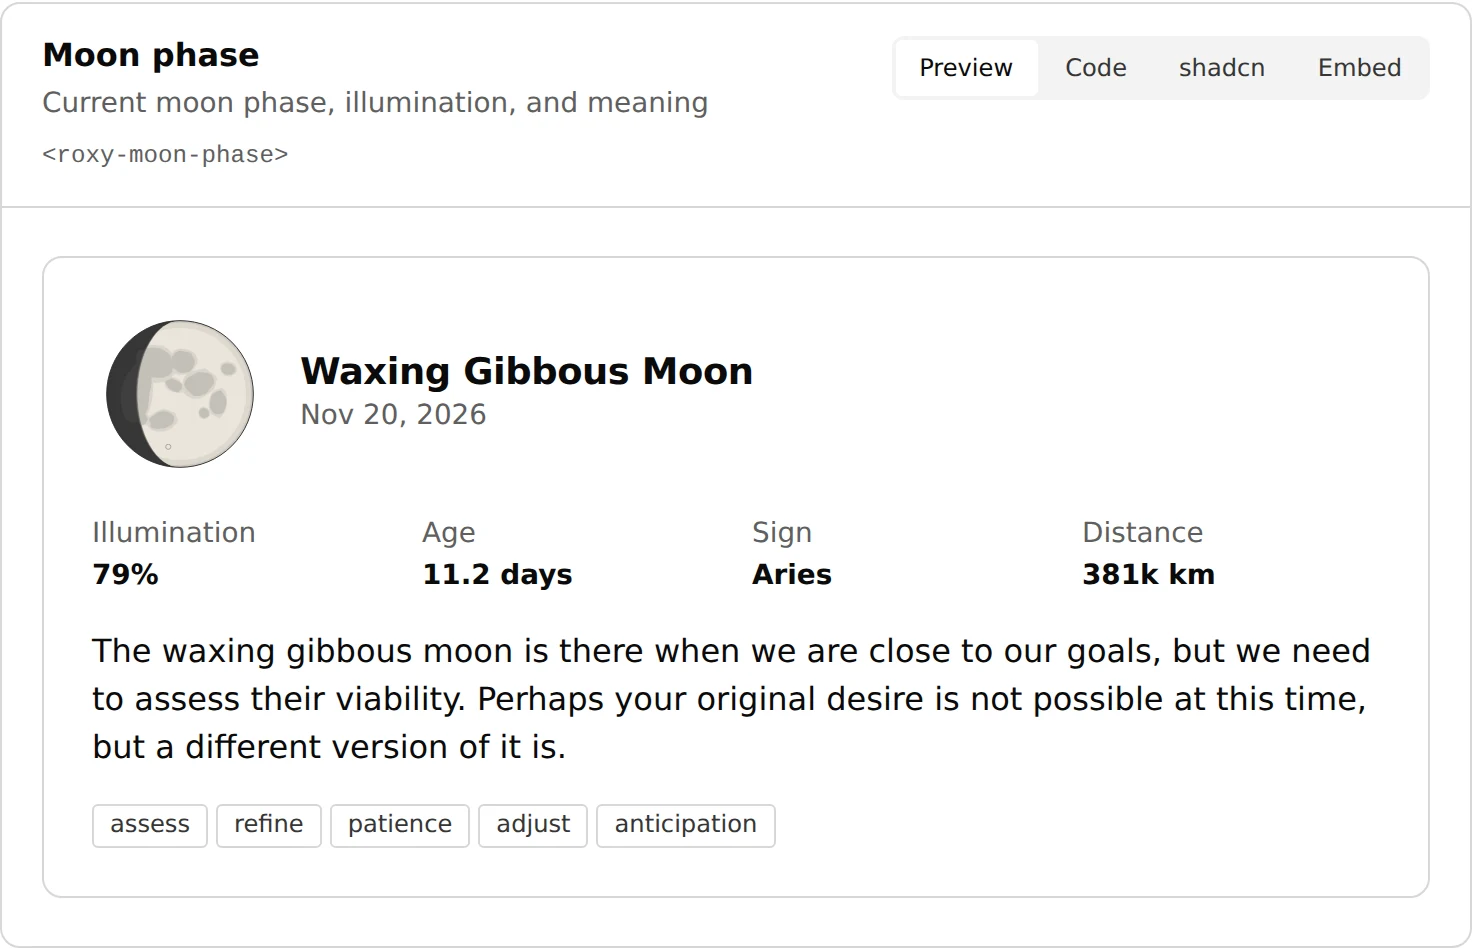 Moon phase
Preview Code shadcn Embed
Current moon phase, illumination, and meaning
<roxy-moon-phase>
Waxing Gibbous Moon
Nov 20, 2026
Illumination Age Sign Distance
79% 11.2 days Aries 381k km
The waxing gibbous moon is there when we are close to our goals, but we need
to assess their viability. Perhaps your original desire is not possible at this time,
but a different version of it is.
assess refine patience adjust anticipation